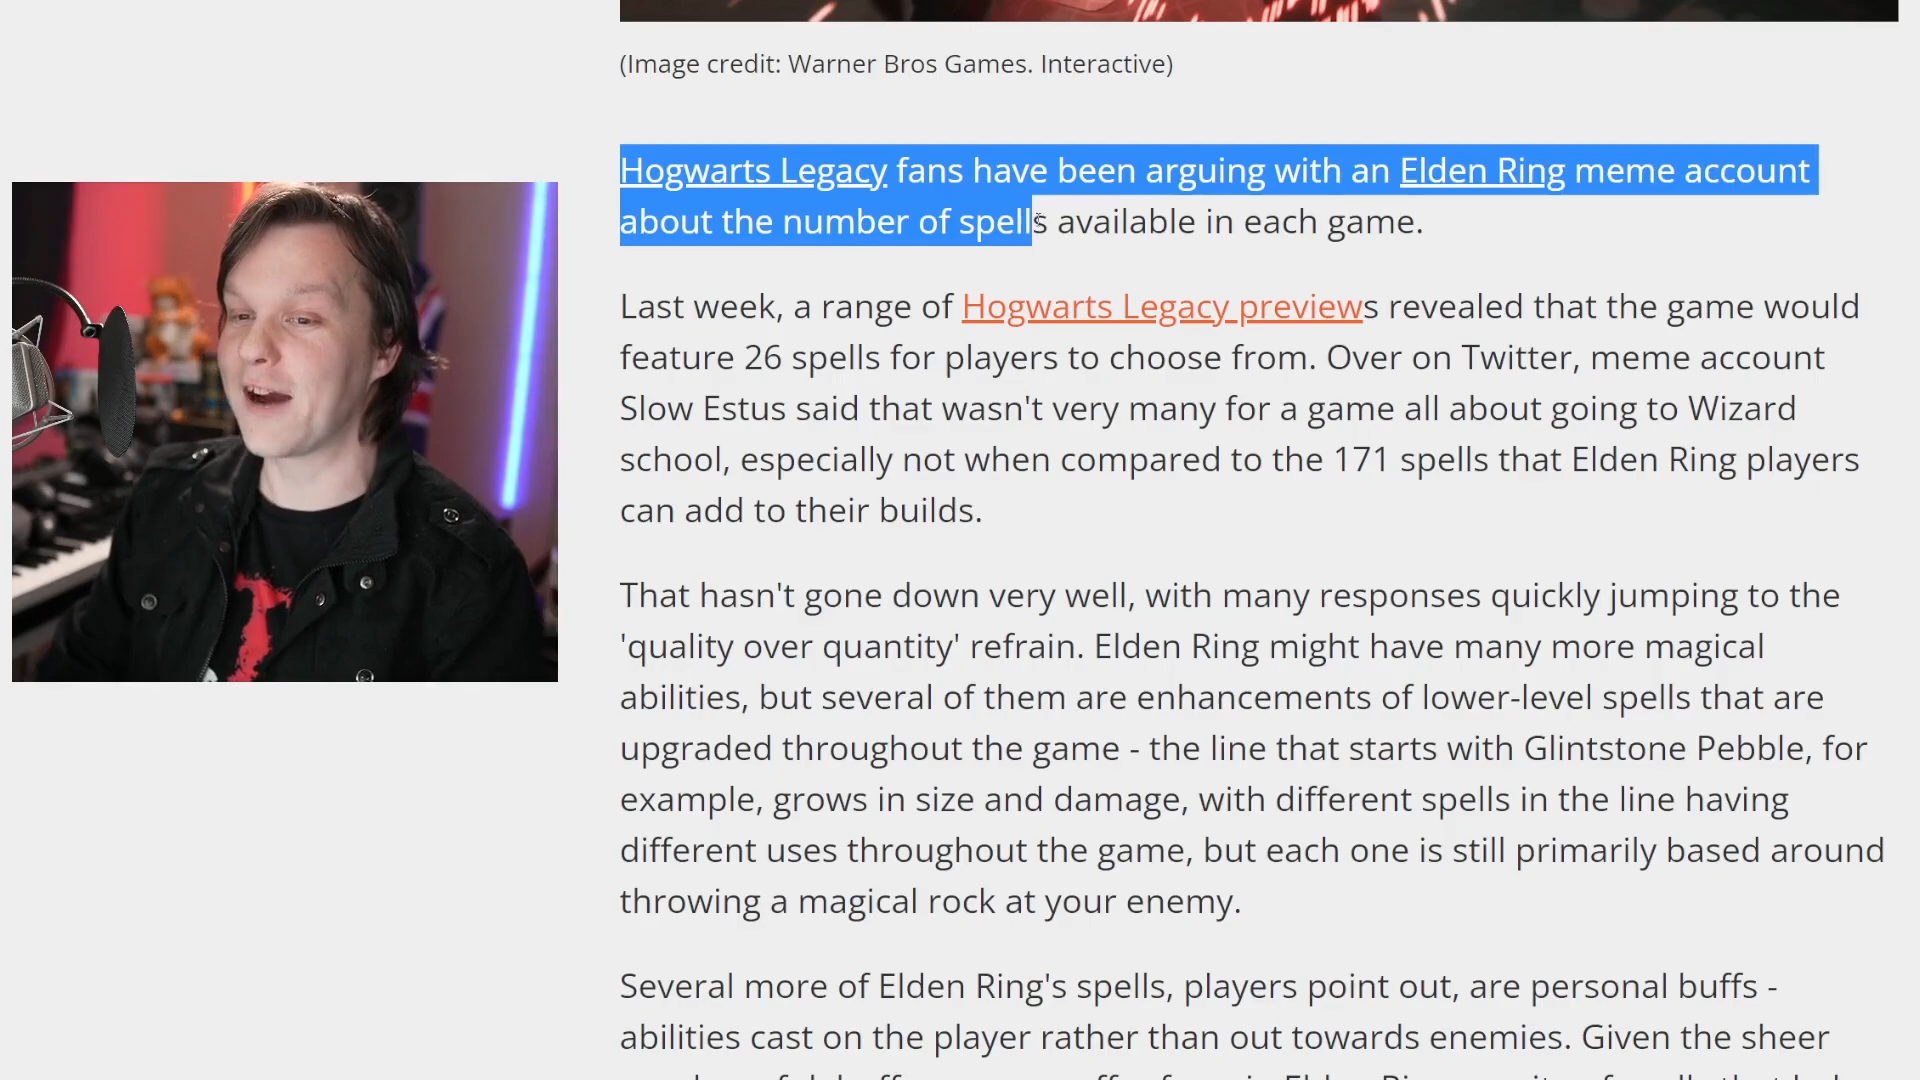 (Image credit: Warner Bros Games. Interactive)
Hogwarts Legacy fans have been arguing with an Elden Ring meme account
about the number of spells available in each game.
Last week, a range of Hogwarts Legacy previews revealed that the game would
feature 26 spells for players to choose from. Over on Twitter, meme account
Slow Estus said that wasn't very many for a game all about going to Wizard
school, especially not when compared to the 171 spells that Elden Ring players
can add to their builds.
That hasn't gone down very well, with many responses quickly jumping to the
'quality over quantity' refrain. Elden Ring might have many more magical
abilities, but several of them are enhancements of lower-level spells that are
upgraded throughout the game - the line that starts with Glintstone Pebble, for
example, grows in size and damage, with different spells in the line having
different uses throughout the game, but each one is still primarily based around
throwing a magical rock at your enemy.
Several more of Elden Ring's spells, players point out, are personal buffs -
abilities cast on the player rather than out towards enemies. Given the sheer